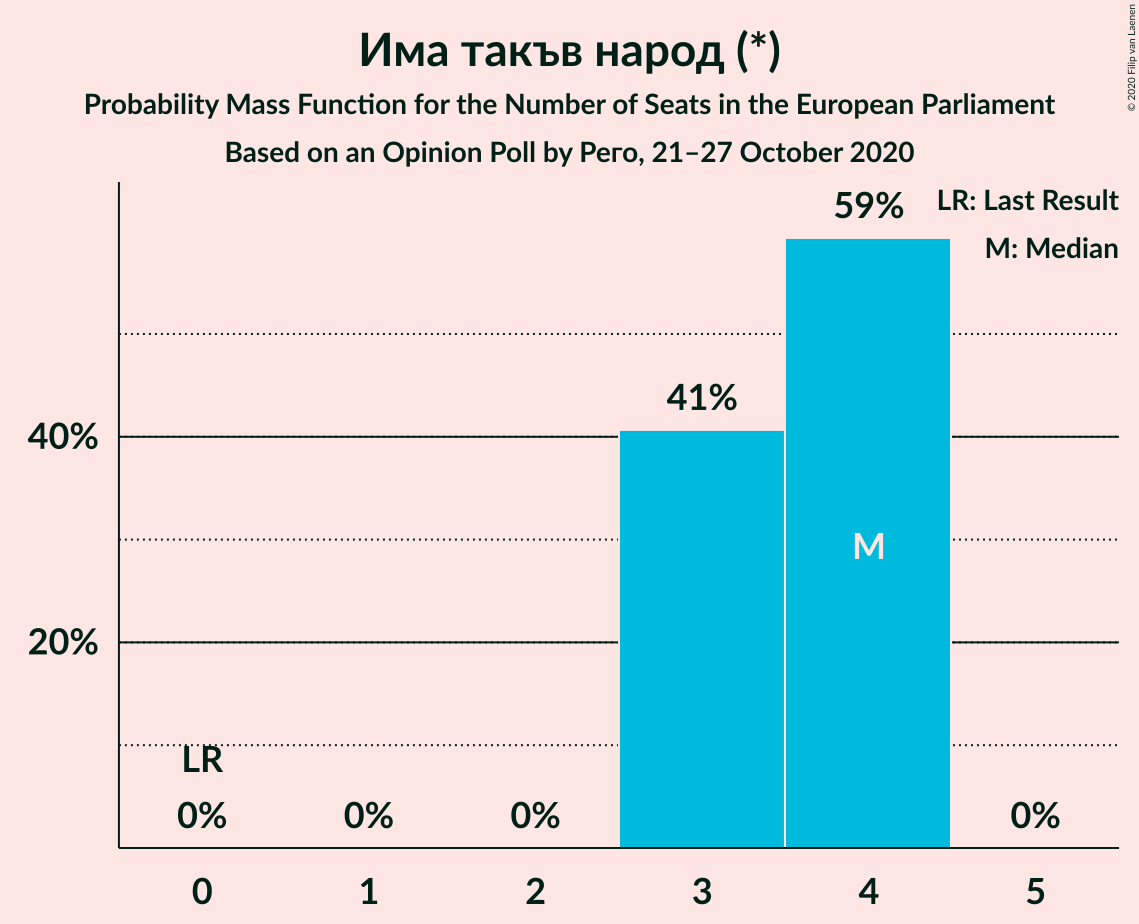 Има такъв народ (*)
Probability Mass Function for the Number of Seats in the European Parliament
Based on an Opinion Poll by Pero, 21–27 October 2020
© 2020 Filip van Laenen
LR: Last Result
M: Median
59%
41%
40%
20%
M
LR
0%
0%
0%
0%
0
1
2
3
4
5